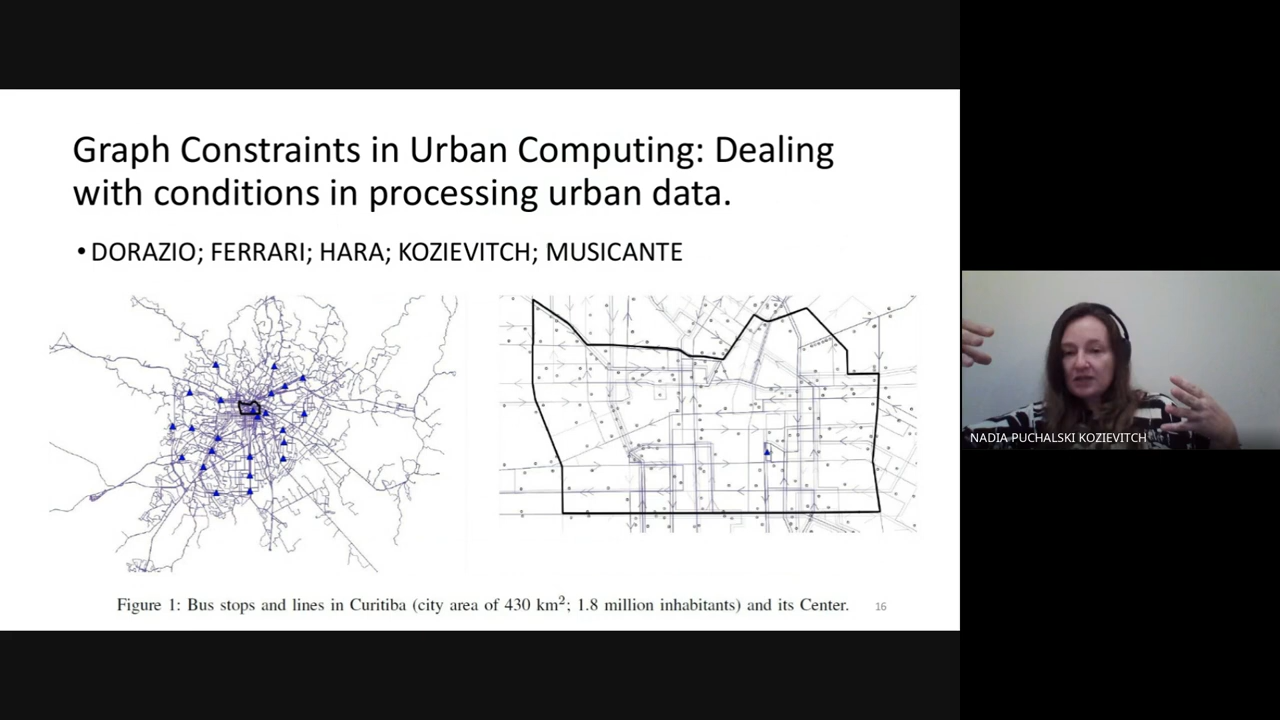 Graph Constraints in Urban Computing: Dealing
with conditions in processing urban data.
• DORAZIO; FERRARI; HARA; KOZIEVITCH; MUSICANTE
Figure 1: Bus stops and lines in Curitiba (city area of 430 km²; 1.8 million inhabitants) and its Center.
16
NADIA PUCHALSKI KOZIEVITCH